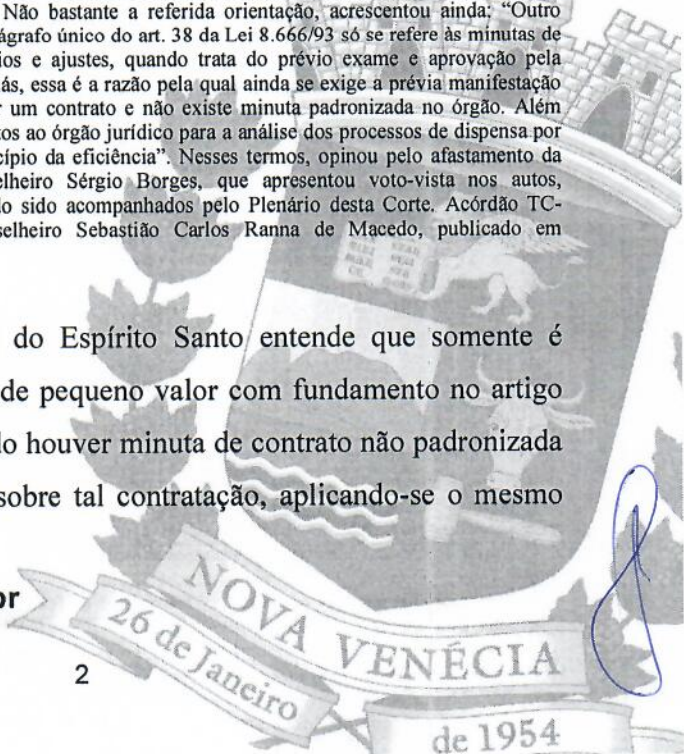 Não bastante a referida orientação, acrescentou ainda: “Outro
ágrafo único do art. 38 da Lei 8.666/93 só se refere às minutas de
ios e ajustes, quando trata do prévio exame e aprovação pela
ás, essa é a razão pela qual ainda se exige a prévia manifestação
r um contrato e não existe minuta padronizada no órgão. Além
tos ao órgão jurídico para a análise dos processos de dispensa por
cípio da eficiência”. Nesses termos, opinou pelo afastamento da
elheiro Sérgio Borges, que apresentou voto-vista nos autos,
do sido acompanhados pelo Plenário desta Corte. Acórdão TC-
selheiro Sebastião Carlos Ranna de Macedo, publicado em
do Espírito Santo entende que somente é
de pequeno valor com fundamento no artigo
do houver minuta de contrato não padronizada
sobre tal contratação, aplicando-se o mesmo
or
2
NOVA VENÉCIA
26 de Janeiro
de 1954